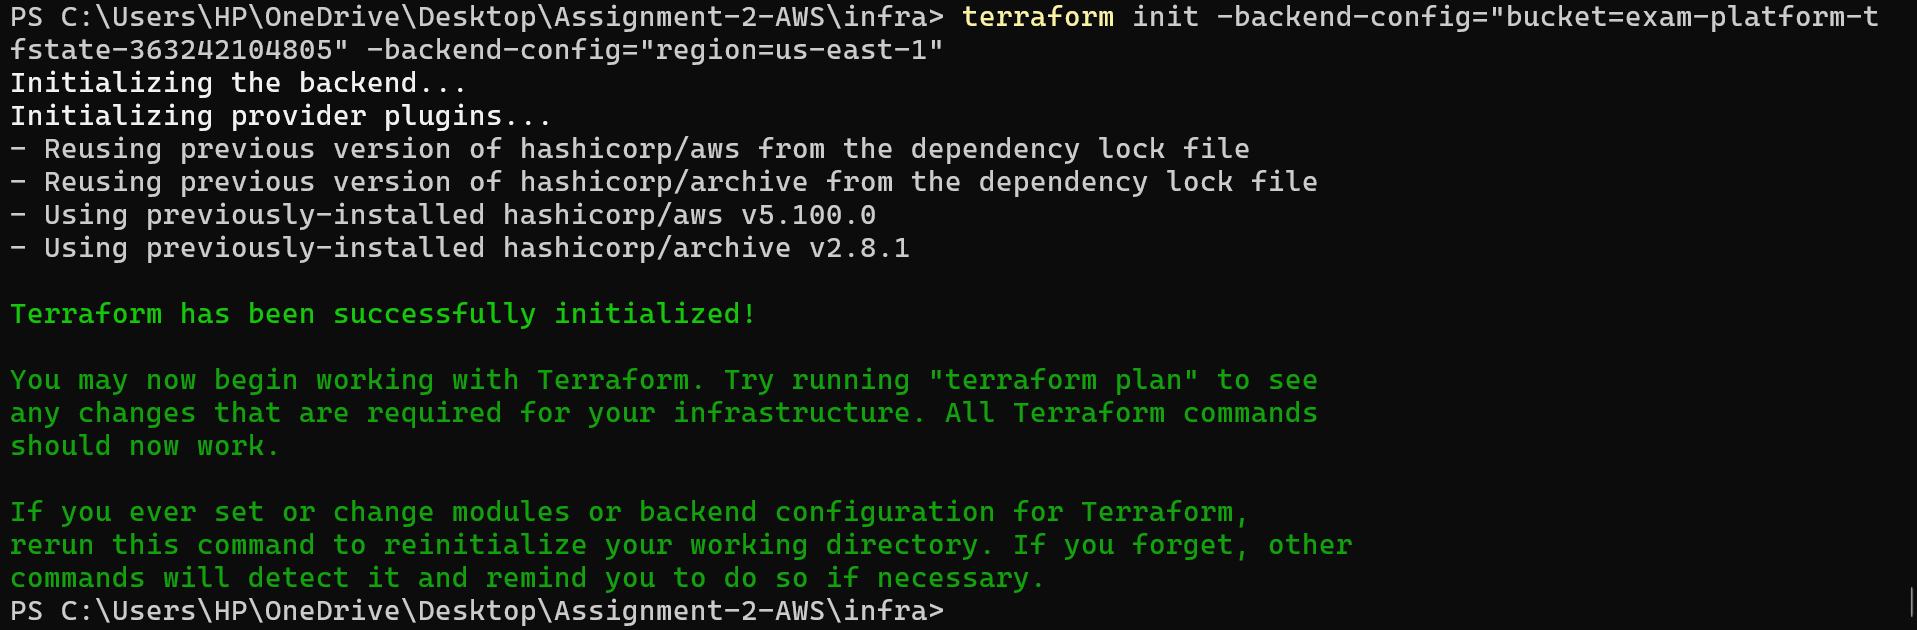 PS C:\Users\HP\OneDrive\Desktop\Assignment-2-AWS\infra> terraform init -backend-config="bucket=exam-platform-t
fstate-363242104805" -backend-config="region=us-east-1"
Initializing the backend...
Initializing provider plugins...
- Reusing previous version of hashicorp/aws from the dependency lock file
- Reusing previous version of hashicorp/archive from the dependency lock file
- Using previously-installed hashicorp/aws v5.100.0
- Using previously-installed hashicorp/archive v2.8.1

Terraform has been successfully initialized!

You may now begin working with Terraform. Try running "terraform plan" to see
any changes that are required for your infrastructure. All Terraform commands
should now work.

If you ever set or change modules or backend configuration for Terraform,
rerun this command to reinitialize your working directory. If you forget, other
commands will detect it and remind you to do so if necessary.
PS C:\Users\HP\OneDrive\Desktop\Assignment-2-AWS\infra>